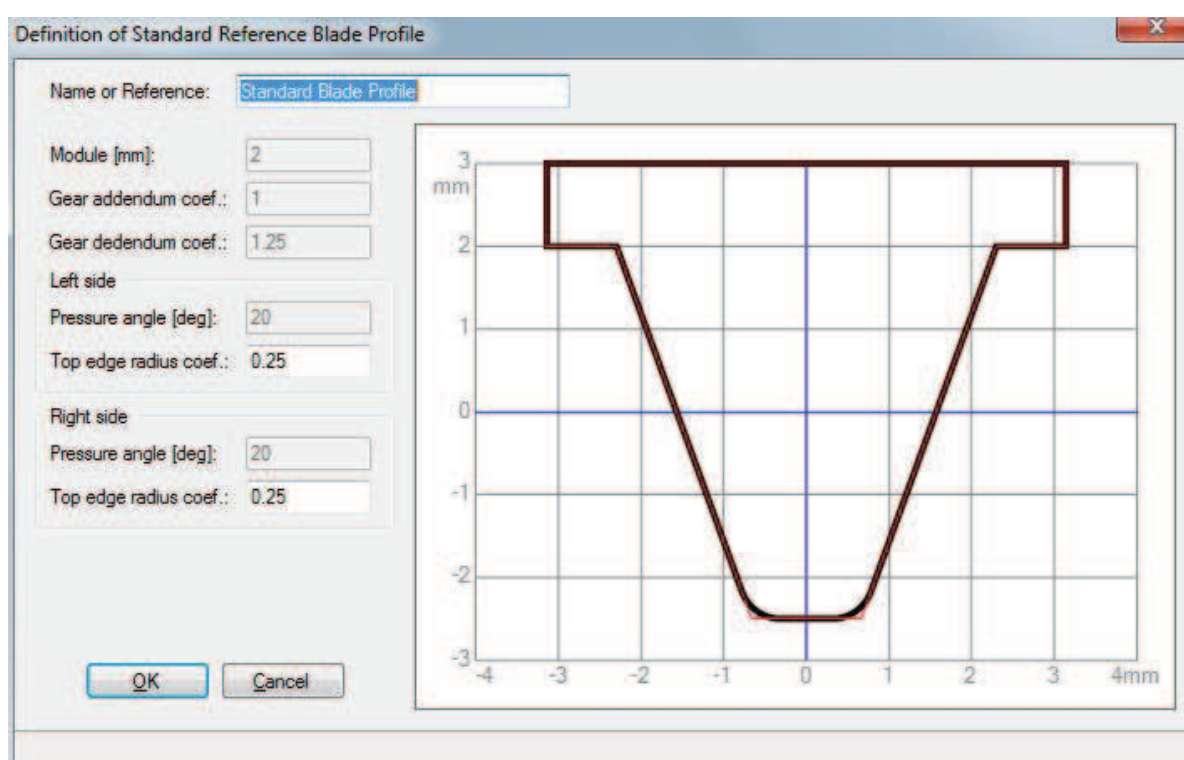 Definition of Standard Reference Blade Profile
X
Name or Reference: Standard Blade Profile
Module [mm]: 2
Gear addendum coef.: 1
Gear dedendum coef.: 1.25
Left side
Pressure angle [deg]: 20
Top edge radius coef.: 0.25
Right side
Pressure angle [deg]: 20
Top edge radius coef.: 0.25
OK Cancel
3
mm
2
1
0
-1
-2
-3
-4 -3 -2 -1 0 1 2 3 4mm